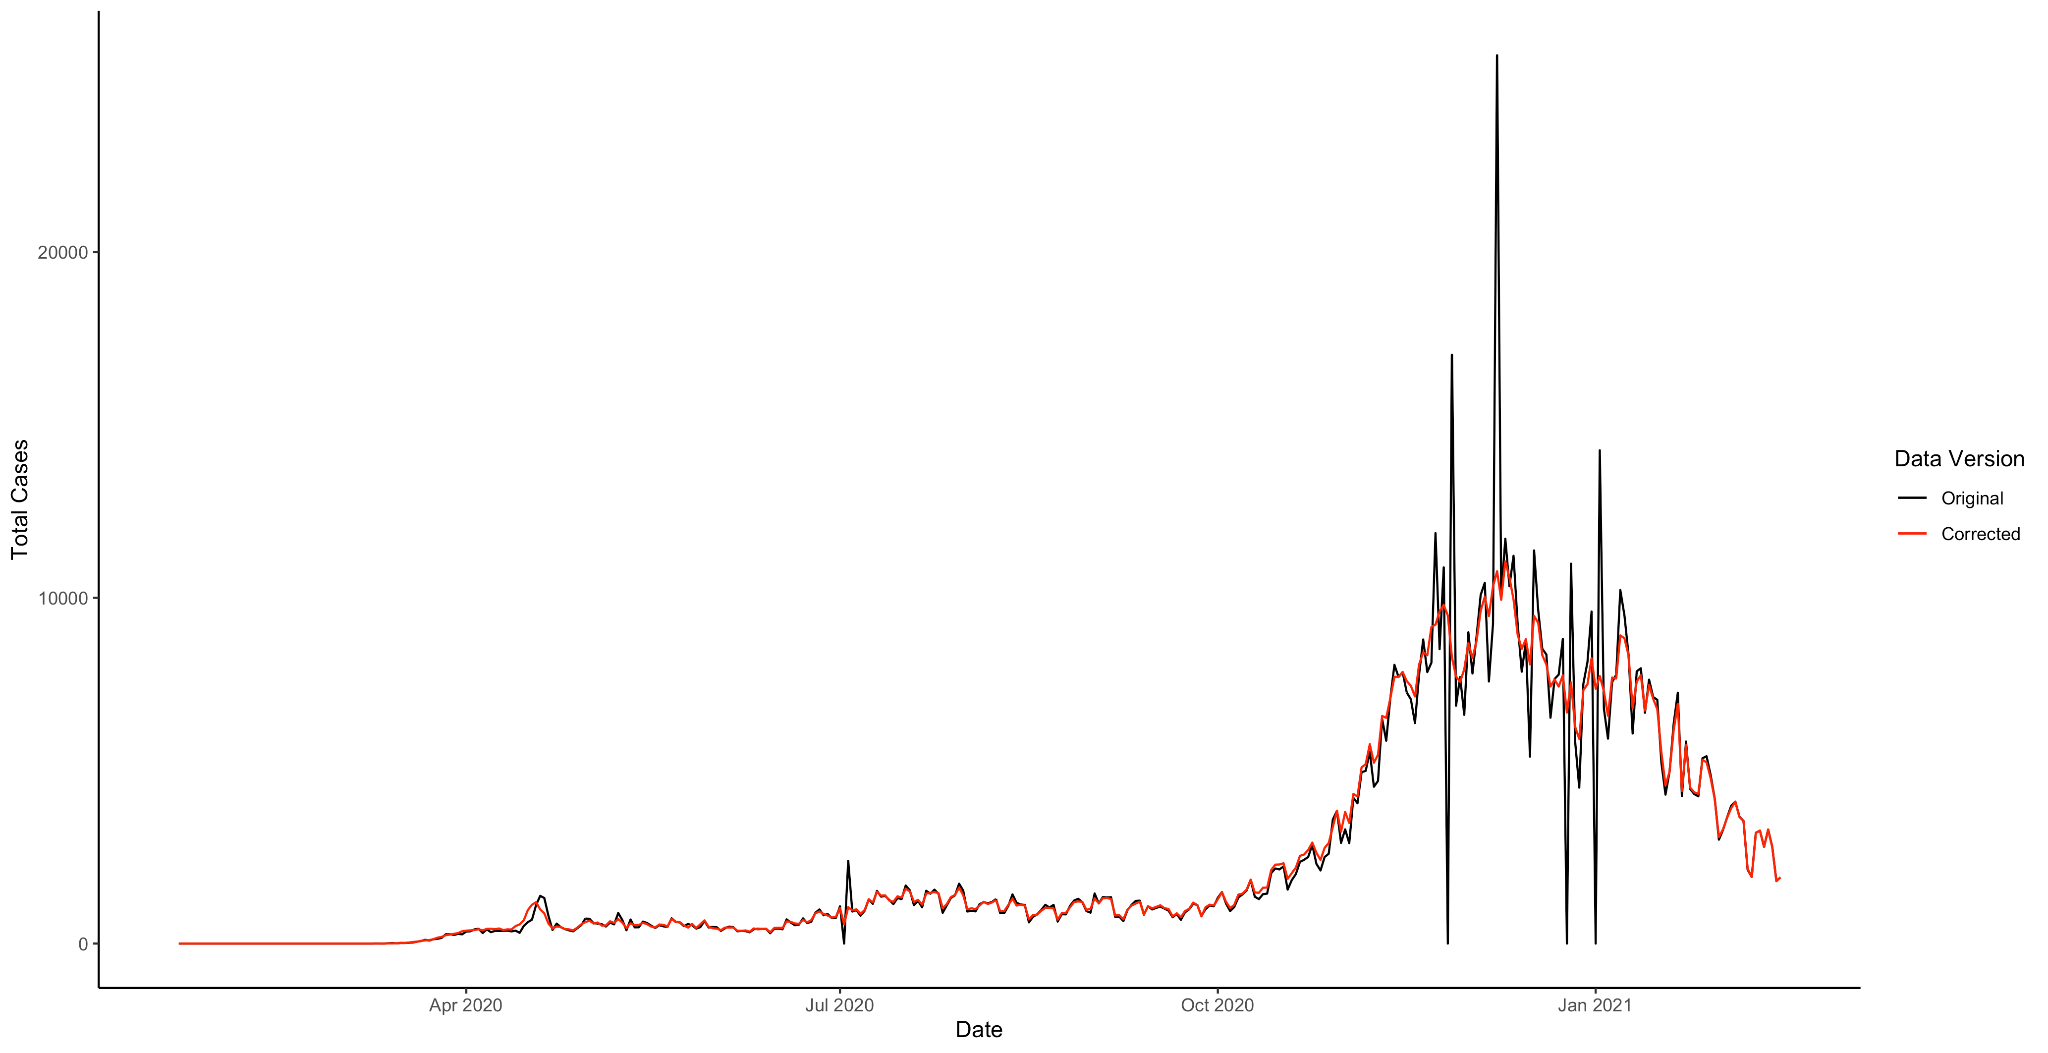 Total Cases
20000
10000
0
Apr 2020
Jul 2020
Oct 2020
Jan 2021
Date
Data Version
Original
Corrected